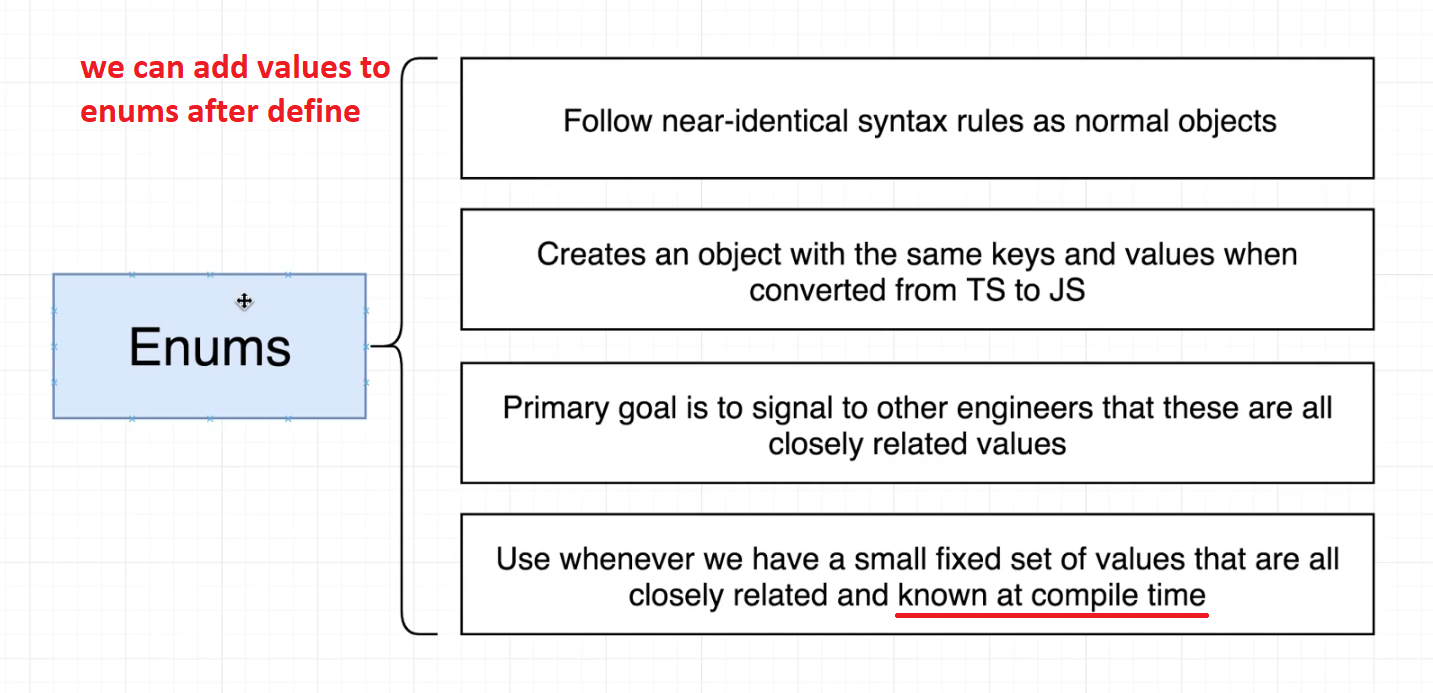 we can add values to
enums after define
Enums
Follow near-identical syntax rules as normal objects
Creates an object with the same keys and values when
converted from TS to JS
Primary goal is to signal to other engineers that these are all
closely related values
Use whenever we have a small fixed set of values that are all
closely related and known at compile time